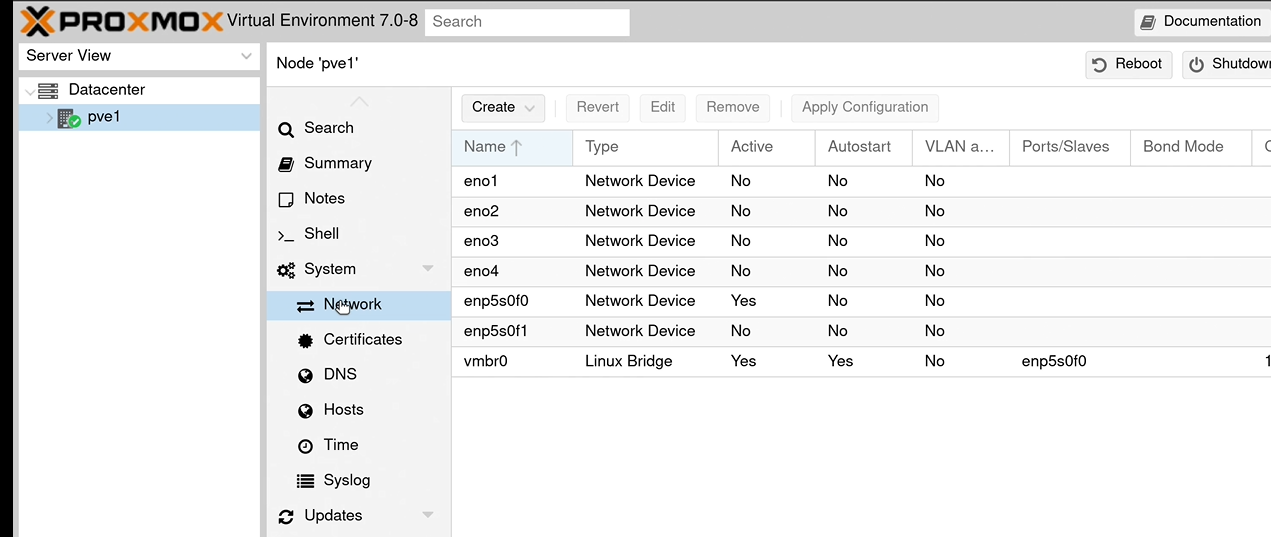 PROXMOX Virtual Environment 7.0-8 Search Documentation
Server View
Datacenter
pve1
Node 'pve1' Reboot Shutdow
Search
Summary
Notes
Shell
System
Network
Certificates
DNS
Hosts
Time
Syslog
Updates
Create Revert Edit Remove Apply Configuration
Name Type Active Autostart VLAN a... Ports/Slaves Bond Mode C
eno1 Network Device No No No
eno2 Network Device No No No
eno3 Network Device No No No
eno4 Network Device No No No
enp5s0f0 Network Device Yes No No
enp5s0f1 Network Device No No No
vmbr0 Linux Bridge Yes Yes No enp5s0f0 1